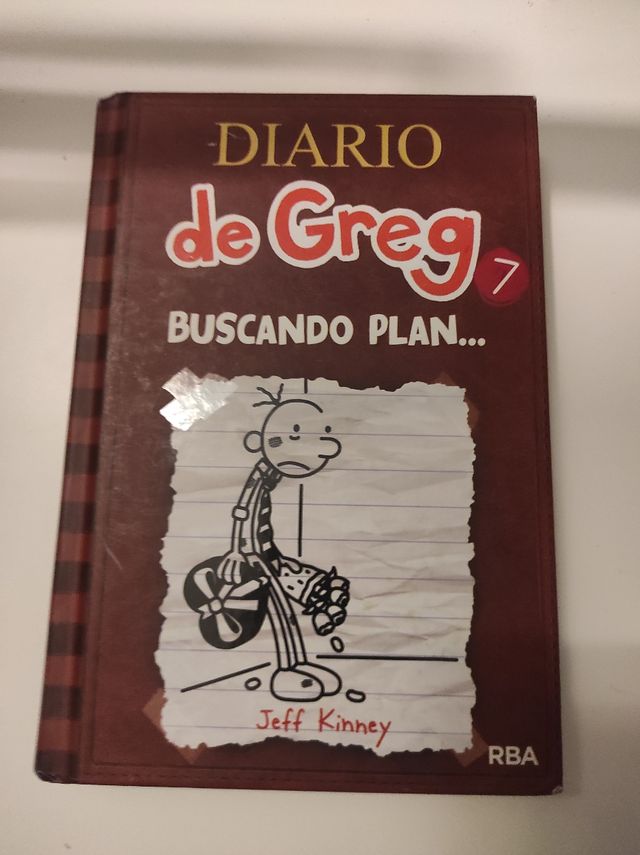 DIARIO
de Greg
7
BUSCANDO PLAN...
Jeff Kinney
RBA